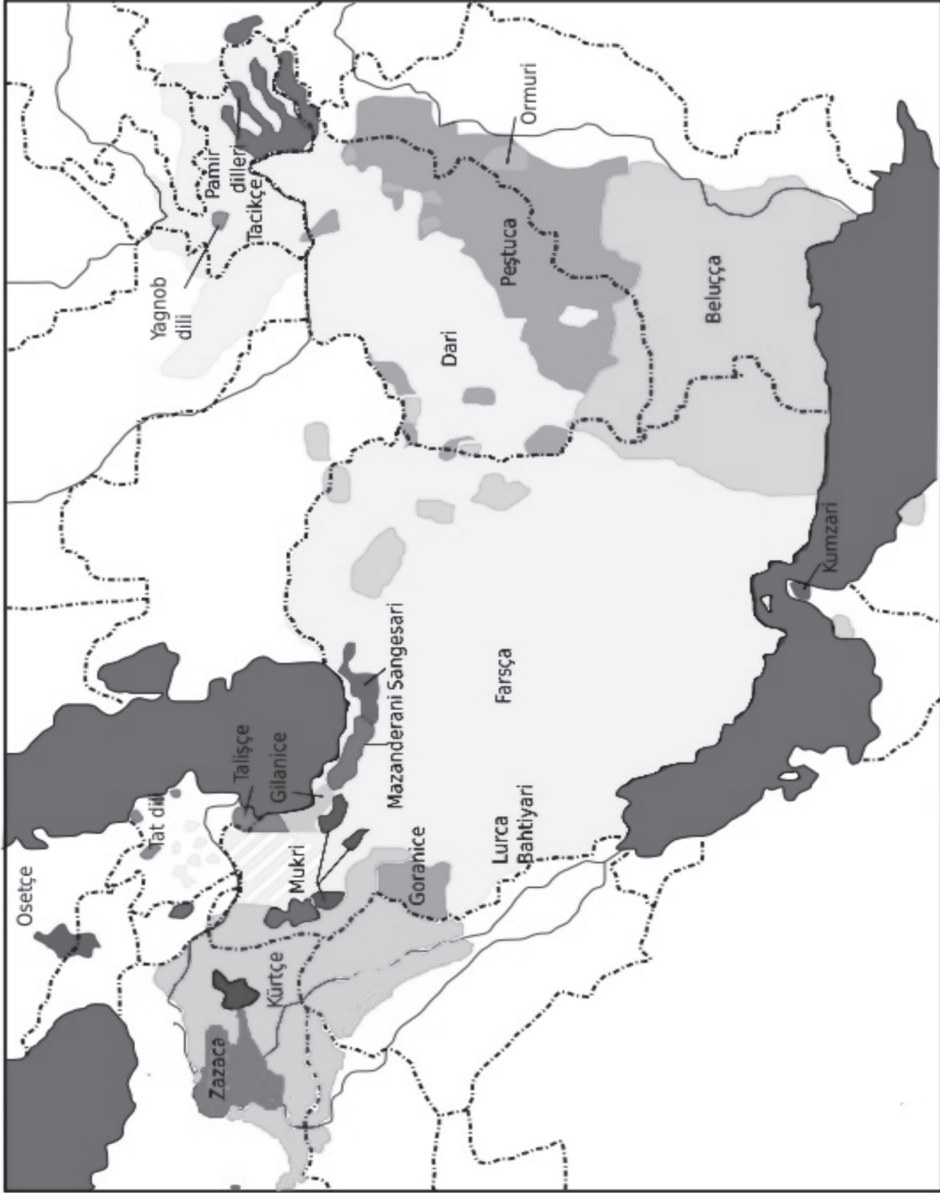 Osetçe
Tat dili
Talişçe
Gilanice
Mukri
Mazanderani Sangesari
Zazaca
Kürtçe
Goranice
Lurca
Bahtiyari
Farsça
Kumzari
Yagnob
dili
Pamir
dilleri
Tacikçe
Dari
Peştuca
Ormuri
Beluçça